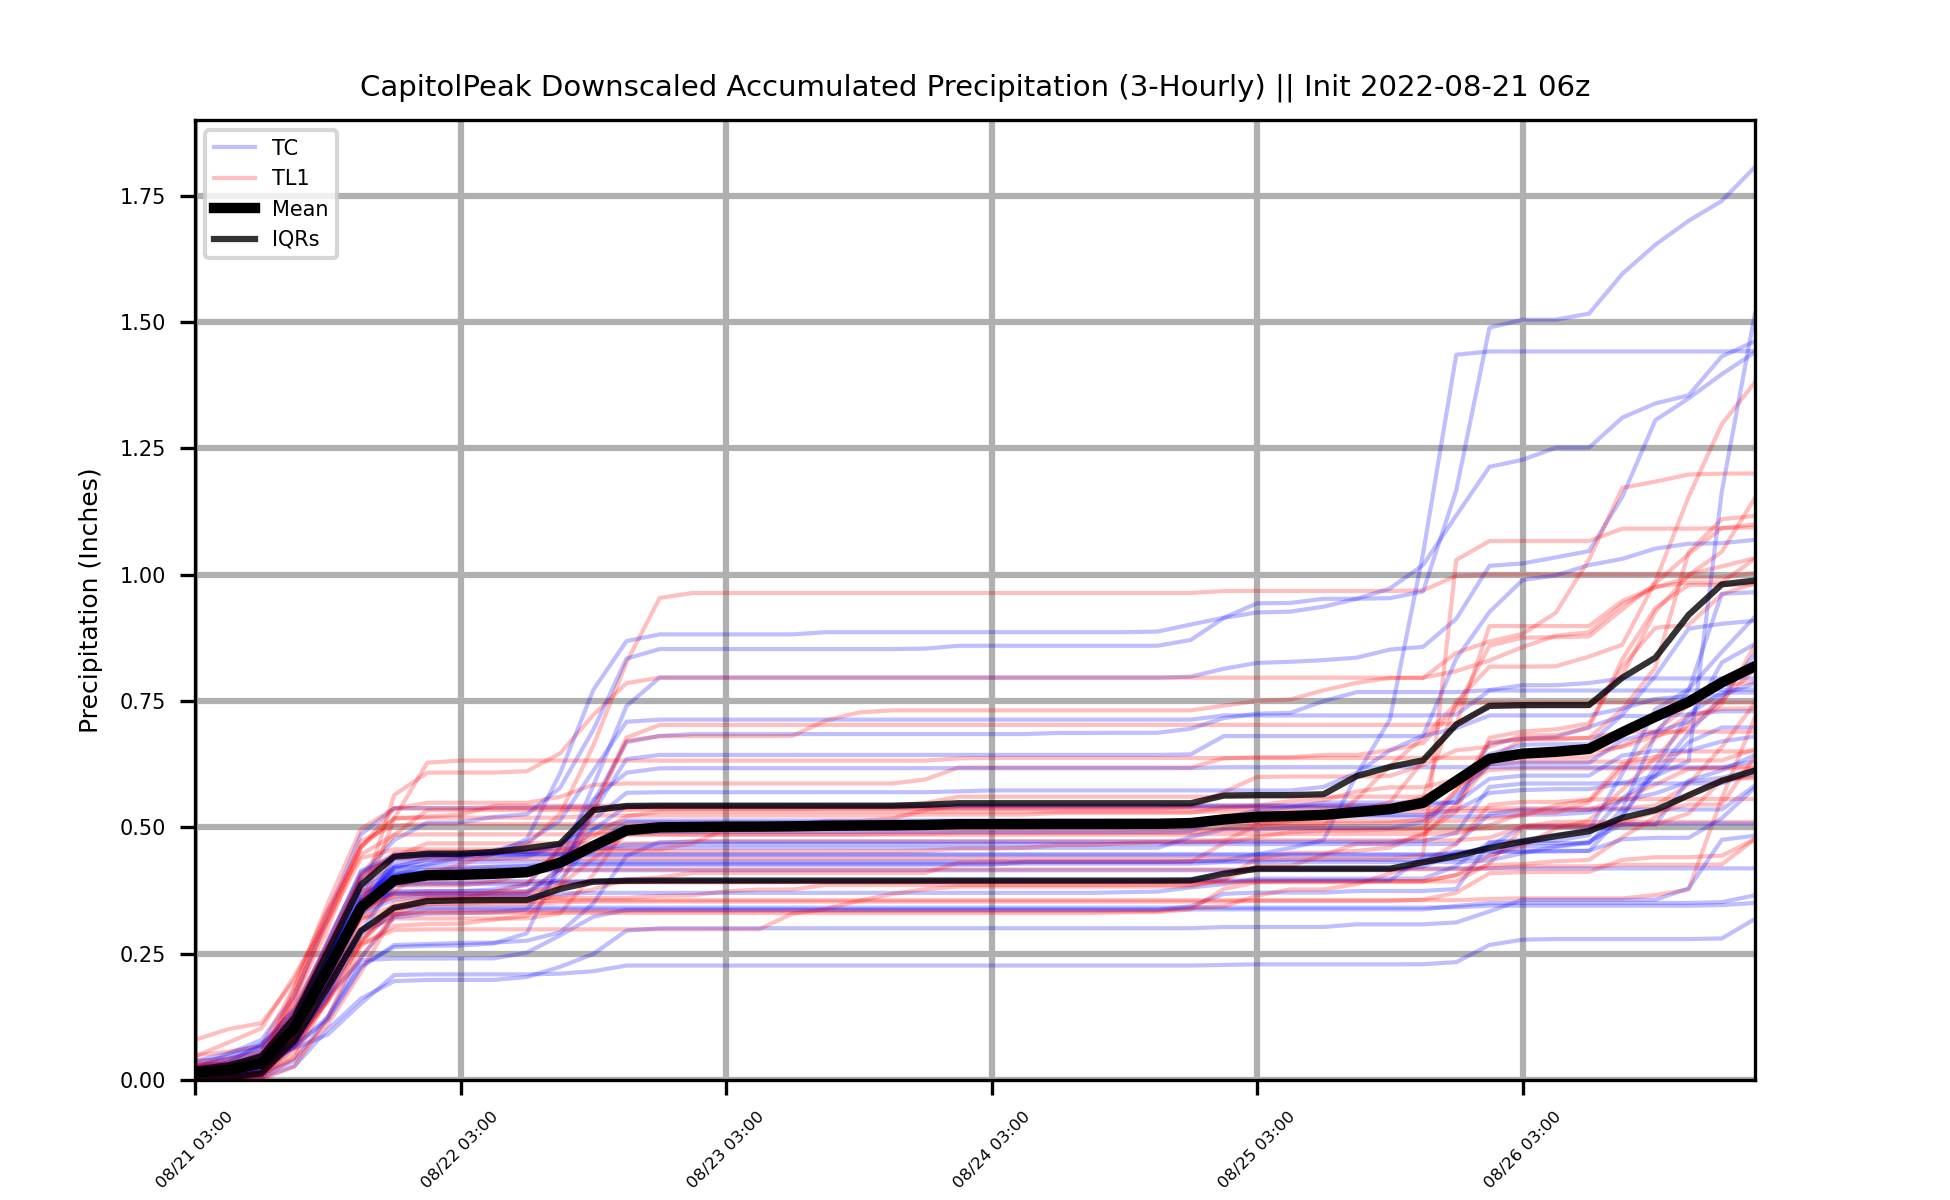 CapitolPeak Downscaled Accumulated Precipitation (3-Hourly) || Init 2022-08-21 06z
TC
TL1
Mean
IQRs
Precipitation (Inches)
1.75
1.50
1.25
1.00
0.75
0.50
0.25
0.00
08/21 03:00
08/22 03:00
08/23 03:00
08/24 03:00
08/25 03:00
08/26 03:00